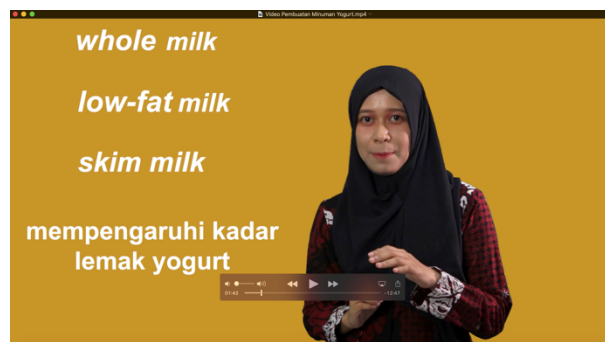 Video Pembuatan Minuman Yogurt.mp4
whole milk
low-fat milk
skim milk
mempengaruhi kadar
lemak yogurt
01:43
-12:47